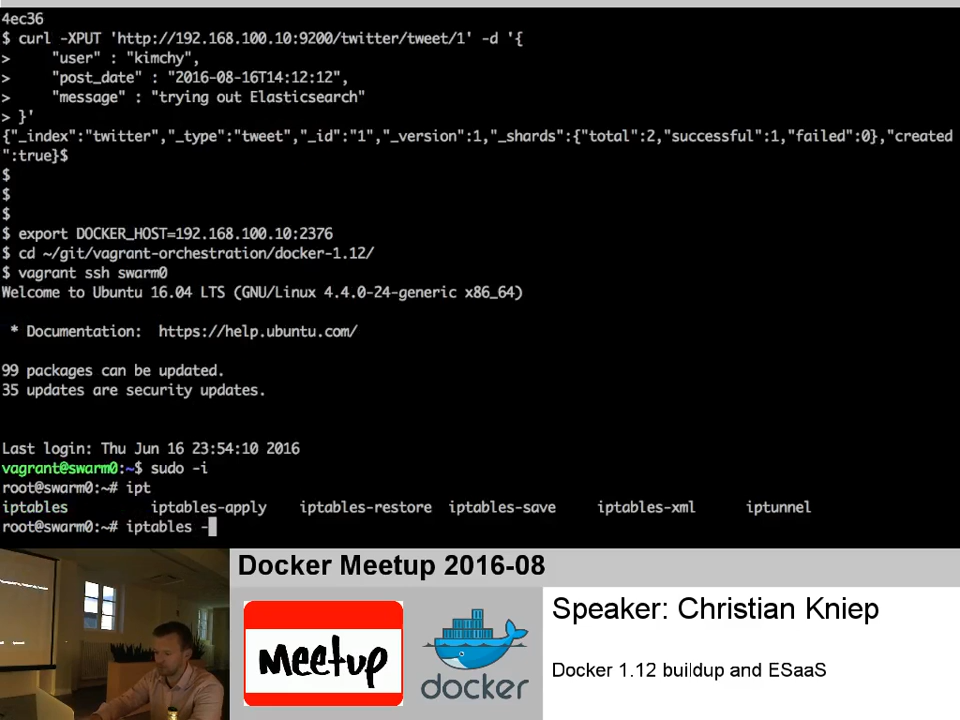 4ec36
$ curl -XPUT 'http://192.168.100.10:9200/twitter/tweet/1' -d '{
>     "user" : "kimchy",
>     "post_date" : "2016-08-16T14:12:12",
>     "message" : "trying out Elasticsearch"
> }'
{"_index":"twitter","_type":"tweet","_id":"1","_version":1,"_shards":{"total":2,"successful":1,"failed":0},"created
":true}$
$
$
$
$ export DOCKER_HOST=192.168.100.10:2376
$ cd ~/git/vagrant-orchestration/docker-1.12/
$ vagrant ssh swarm0
Welcome to Ubuntu 16.04 LTS (GNU/Linux 4.4.0-24-generic x86_64)
* Documentation:  https://help.ubuntu.com/
99 packages can be updated.
35 updates are security updates.
Last login: Thu Jun 16 23:54:10 2016
vagrant@swarm0:~$ sudo -i
root@swarm0:~# ipt
iptables          iptables-apply    iptables-restore  iptables-save     iptables-xml      iptunnel
root@swarm0:~# iptables -
Docker Meetup 2016-08
Meetup
docker
Speaker: Christian Kniep
Docker 1.12 buildup and ESaaS